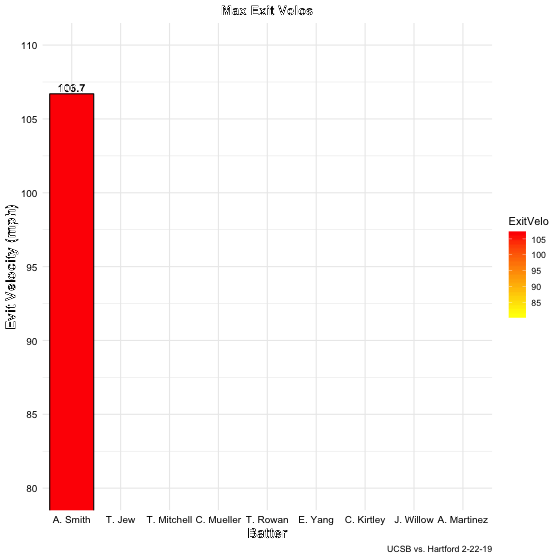 Max Exit Velos
110
105
100
95
90
85
80
Exit Velocity (mph)
106.7
A. Smith T. Jew T. Mitchell C. Mueller T. Rowan E. Yang C. Kirtley J. Willow A. Martinez
Batter
ExitVelo
105
100
95
90
85
UCSB vs. Hartford 2-22-19